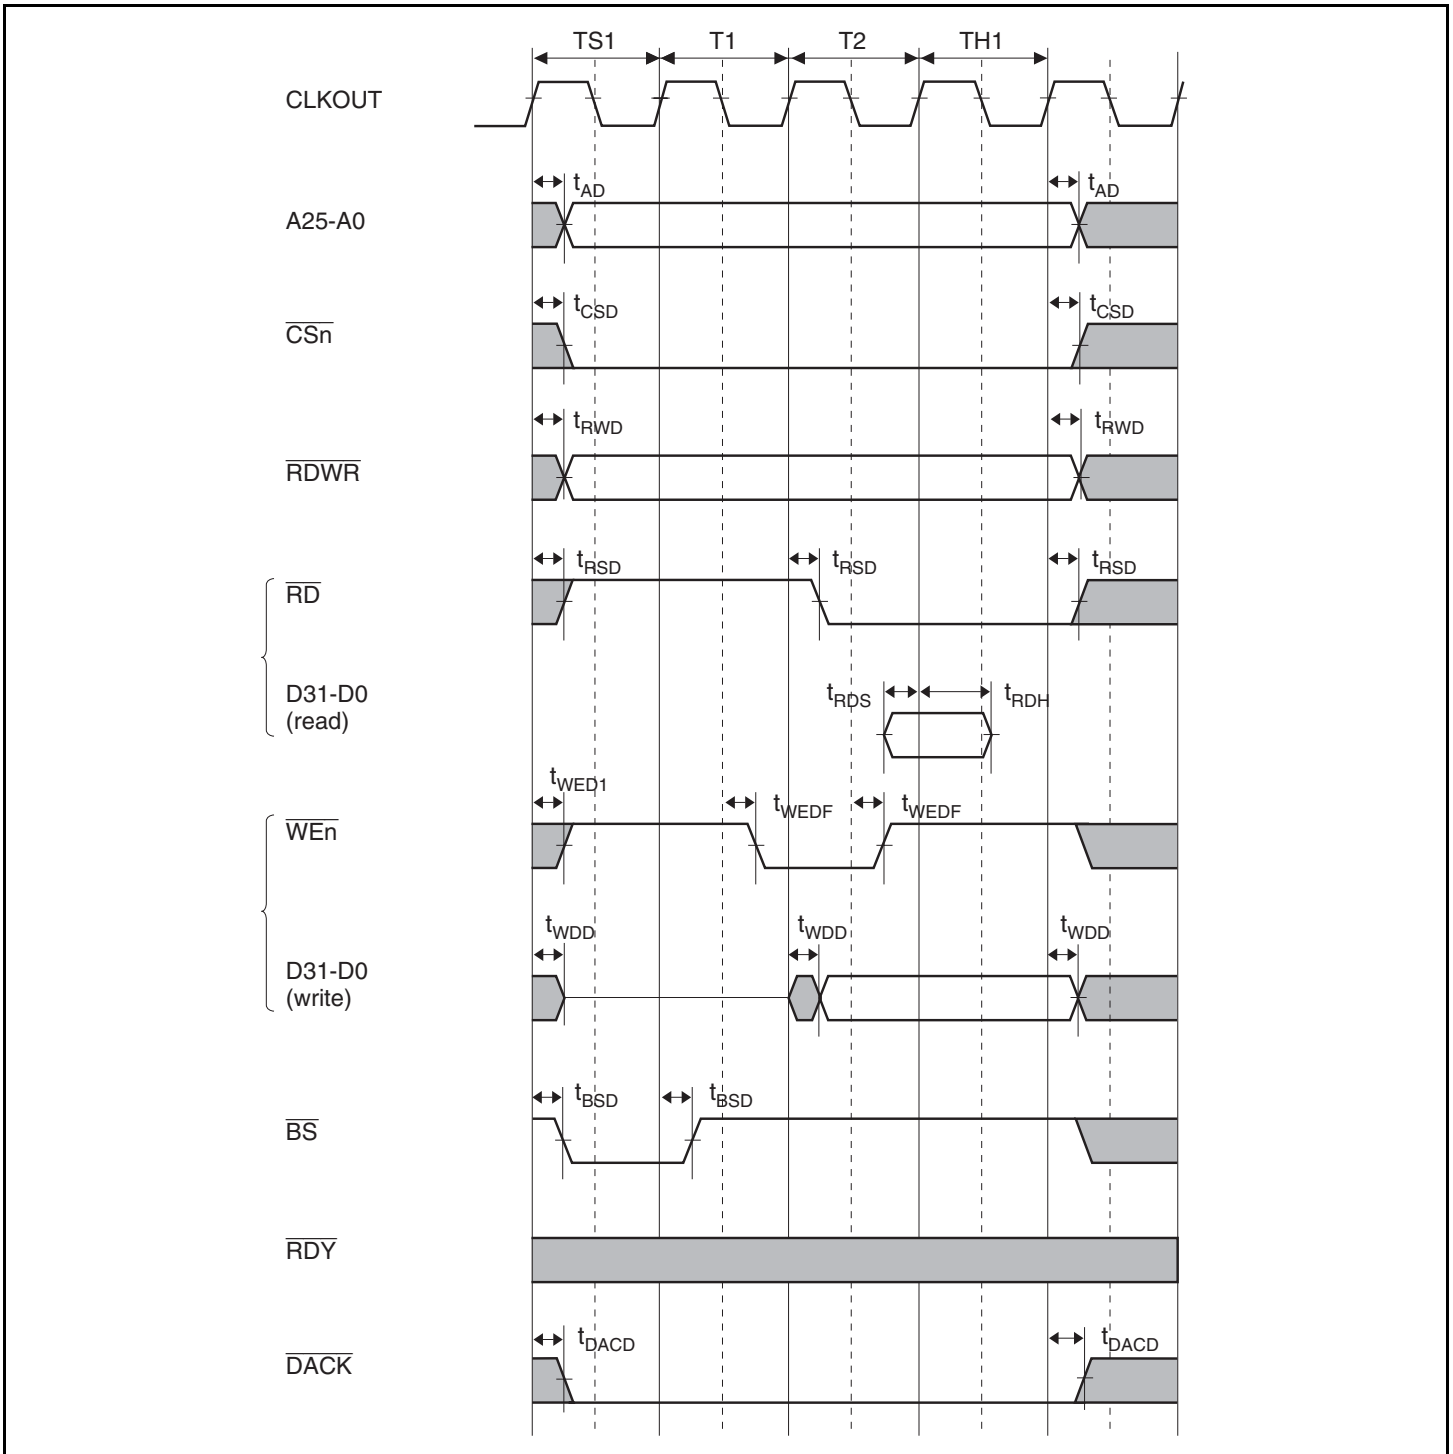 TS1 T1 T2 TH1
CLKOUT
tAD tAD
A25-A0
tCSD tCSD
CSn
tRWD tRWD
RDWR
tRSD tRSD tRSD
RD
D31-D0
(read)
tRDS tRDH
tWED1
tWEDF tWEDF
WEn
tWDD tWDD tWDD
D31-D0
(write)
tBSD tBSD
BS
RDY
tDACD tDACD
DACK